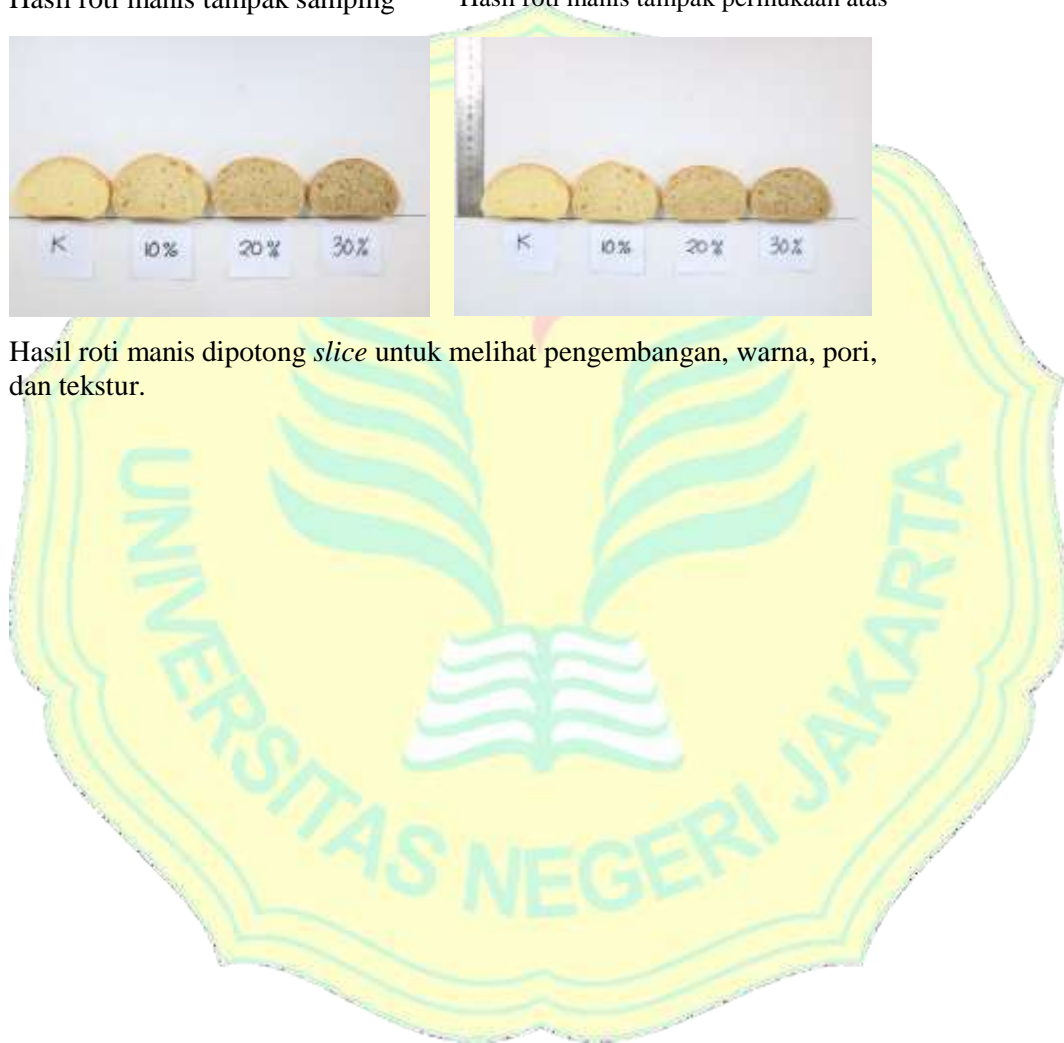 Hasil roti manis tampak samping
Hasil roti manis tampak permukaan atas
K
10%
20%
30%
K
10%
20%
30%
Hasil roti manis dipotong slice untuk melihat pengembangan, warna, pori,
dan tekstur.
UNIVERSITAS NEGERI JAKARTA